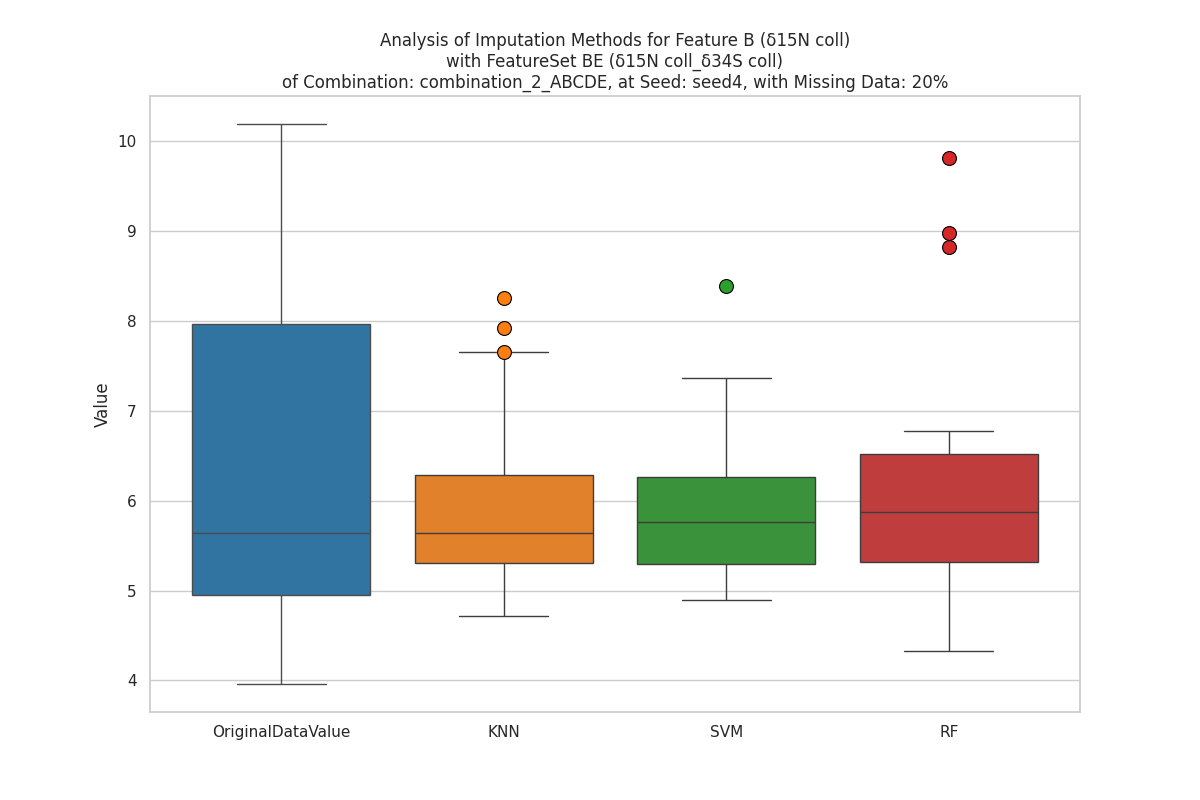 Analysis of Imputation Methods for Feature B (δ15N coll)
with FeatureSet BE (δ15N coll_δ34S coll)
of Combination: combination_2_ABCDE, at Seed: seed4, with Missing Data: 20%
10
9
8
7
6
5
4
Value
OriginalDataValue
KNN
SVM
RF